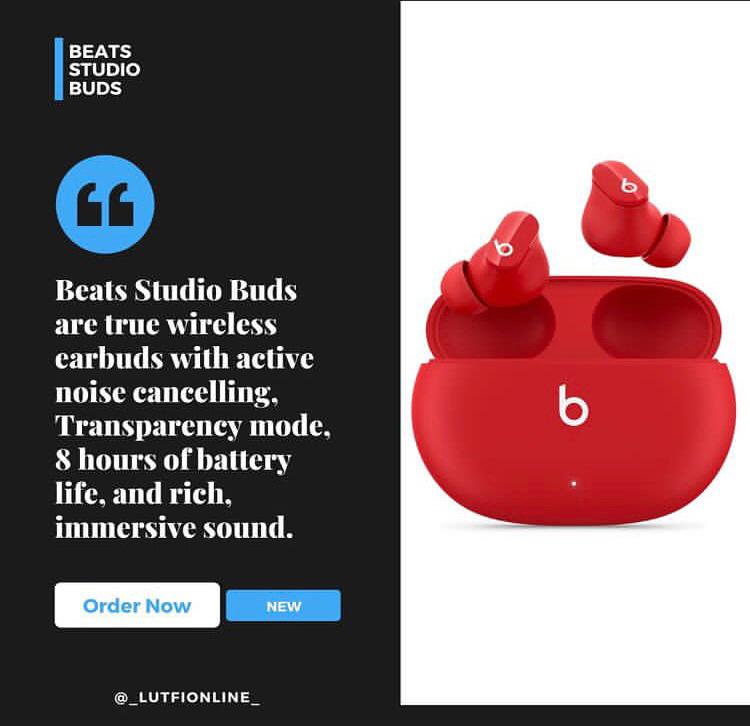 BEATS
STUDIO
BUDS
Beats Studio Buds
are true wireless
earbuds with active
noise cancelling,
Transparency mode,
8 hours of battery
life, and rich,
immersive sound.
Order Now
NEW
@_LUTFIONLINE_